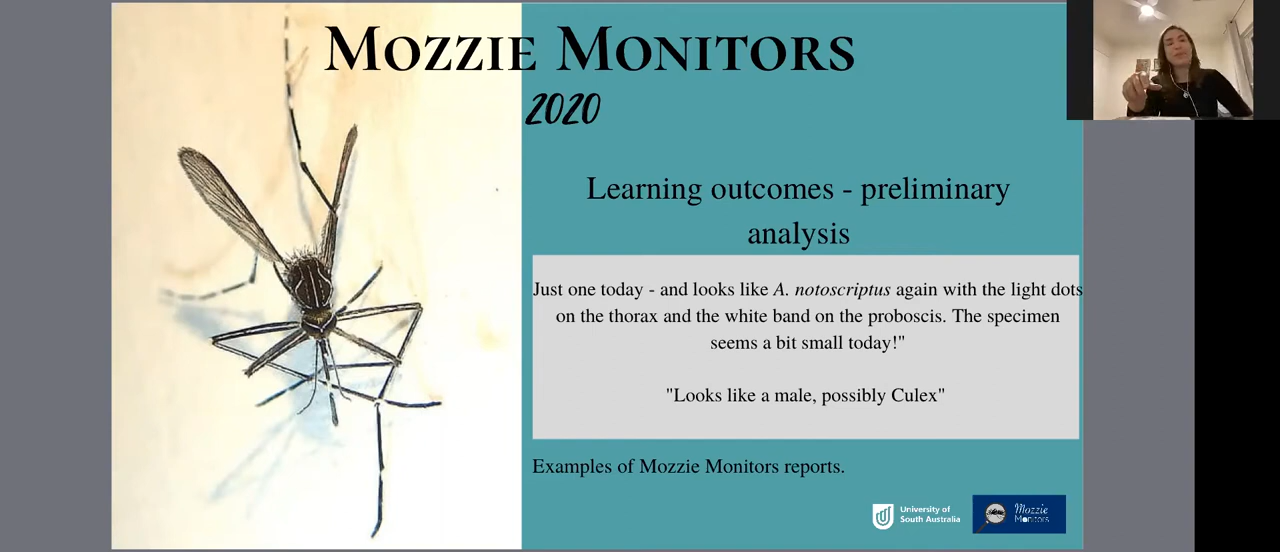 Mozzie Monitors
2020
Learning outcomes - preliminary
analysis
Just one today - and looks like A. notoscriptus again with the light dots
on the thorax and the white band on the proboscis. The specimen
seems a bit small today!"
"Looks like a male, possibly Culex"
Examples of Mozzie Monitors reports.
University of
South Australia
Mozzie
Monitors